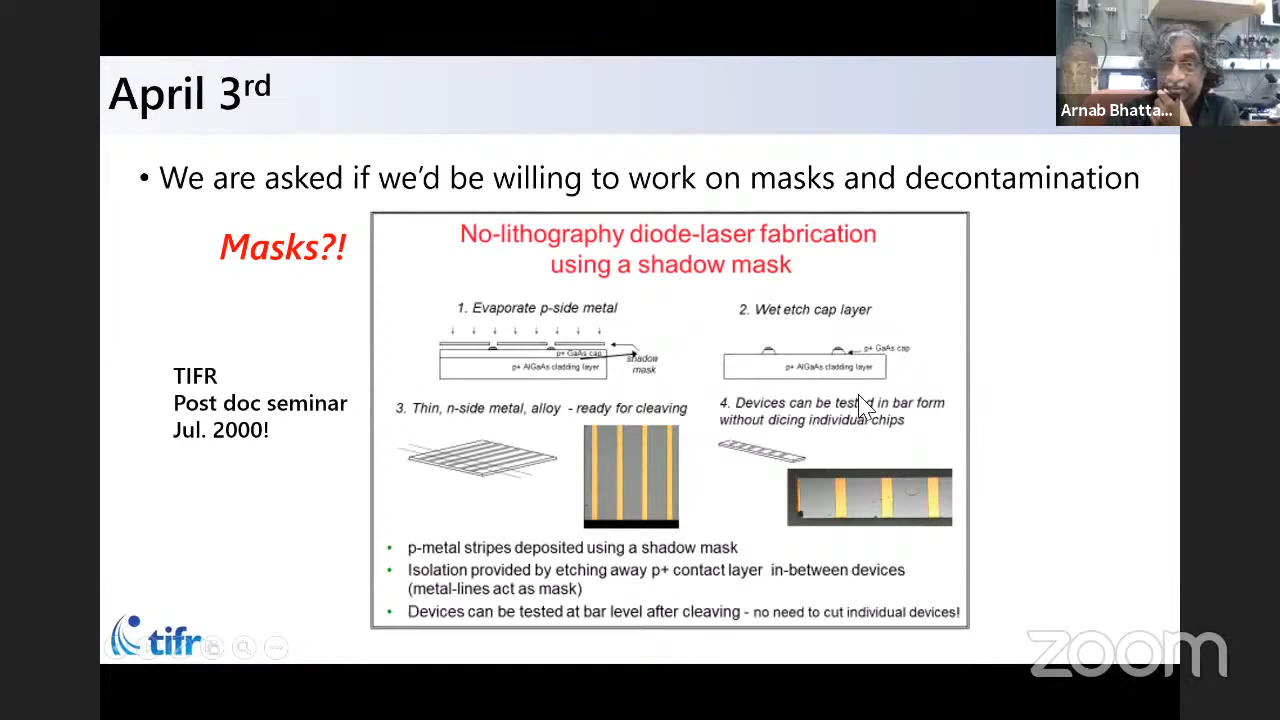 April 3rd
Arnab Bhatta...
• We are asked if we'd be willing to work on masks and decontamination
Masks?!
TIFR
Post doc seminar
Jul. 2000!
No-lithography diode-laser fabrication
using a shadow mask
1. Evaporate p-side metal
p+ GaAs cap
shadow
mask
p+ AlGaAs cladding layer
2. Wet etch cap layer
p+ GaAs cap
p+ AlGaAs cladding layer
3. Thin, n-side metal, alloy - ready for cleaving
4. Devices can be tested in bar form
without dicing individual chips
• p-metal stripes deposited using a shadow mask
• Isolation provided by etching away p+ contact layer in-between devices
(metal-lines act as mask)
• Devices can be tested at bar level after cleaving - no need to cut individual devices!
tifr
zoom